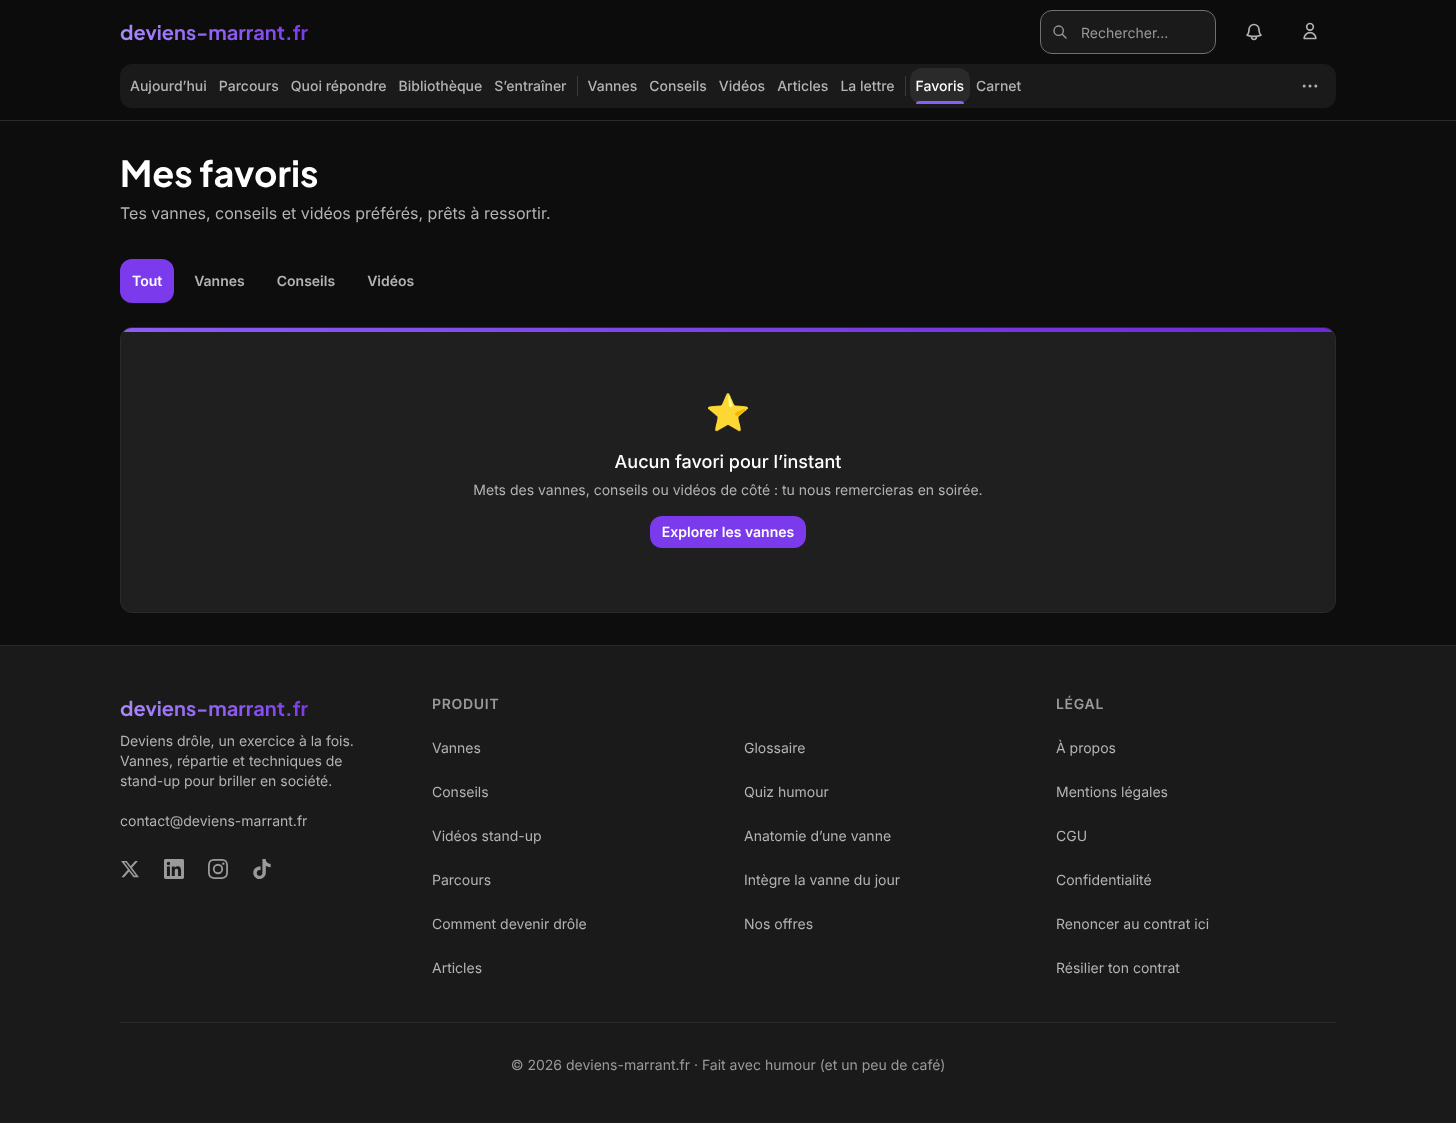 deviens-marrant.fr
Rechercher...
Aujourd’hui Parcours Quoi répondre Bibliothèque S’entraîner Vannes Conseils Vidéos Articles La lettre Favoris Carnet
Mes favoris
Tes vannes, conseils et vidéos préférés, prêts à ressortir.
Tout Vannes Conseils Vidéos
Aucun favori pour l’instant
Mets des vannes, conseils ou vidéos de côté : tu nous remercieras en soirée.
Explorer les vannes
deviens-marrant.fr
Deviens drôle, un exercice à la fois.
Vannes, répartie et techniques de
stand-up pour briller en société.
contact@deviens-marrant.fr
PRODUIT
Vannes
Conseils
Vidéos stand-up
Parcours
Comment devenir drôle
Articles
Glossaire
Quiz humour
Anatomie d’une vanne
Intègre la vanne du jour
Nos offres
LÉGAL
À propos
Mentions légales
CGU
Confidentialité
Renoncer au contrat ici
Résilier ton contrat
© 2026 deviens-marrant.fr · Fait avec humour (et un peu de café)